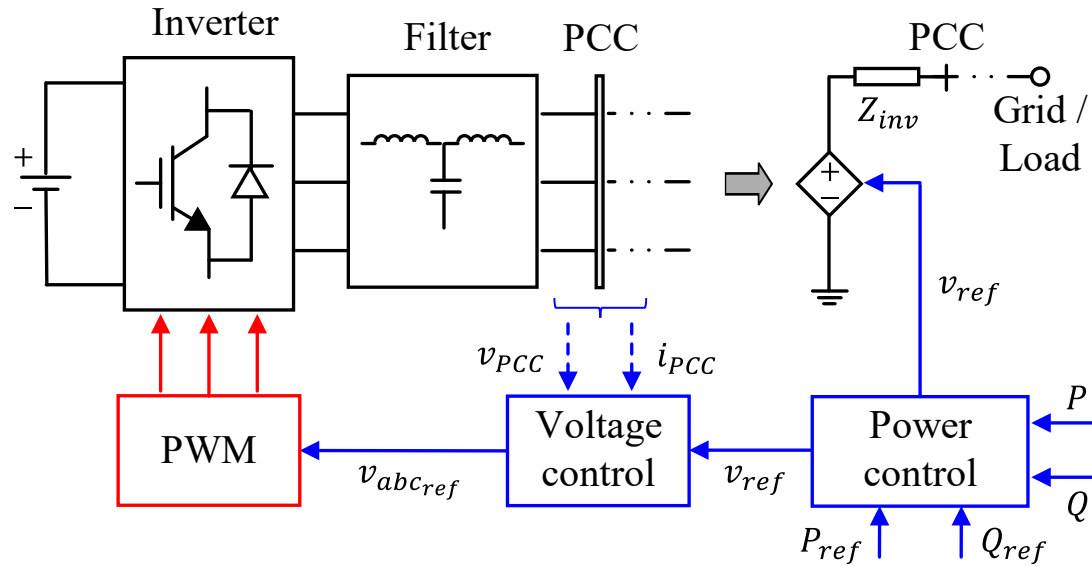 Inverter
Filter
PCC
PCC
+
−
Z_inv
Grid /
Load
+
−
v_ref
v_PCC
i_PCC
P
PWM
Voltage
control
Power
control
v_abc_ref
v_ref
Q
P_ref
Q_ref